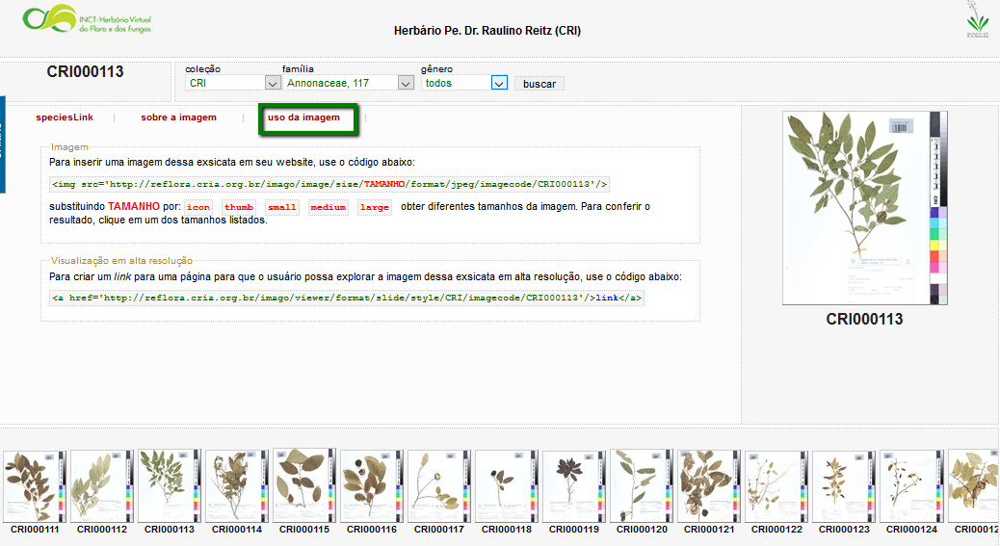 INCT - Herbário Virtual
da Flora e dos Fungos
Herbário Pe. Dr. Raulino Reitz (CRI)
CRI000113
coleção família gênero
CRI Annonaceae, 117 todos buscar
speciesLink | sobre a imagem | uso da imagem |
Imagem
Para inserir uma imagem dessa exsicata em seu website, use o código abaixo:
<img src='http://reflora.cria.org.br/imago/image/size/TAMANHO/format/jpeg/imagecode/CRI000113'/>
substituindo TAMANHO por: icon thumb small medium large obter diferentes tamanhos da imagem. Para conferir o
resultado, clique em um dos tamanhos listados.
Visualização em alta resolução
Para criar um link para uma página para que o usuário possa explorar a imagem dessa exsicata em alta resolução, use o código abaixo:
<a href='http://reflora.cria.org.br/imago/viewer/format/slide/style/CRI/imagecode/CRI000113'/>link</a>
CRI
CRI000113
CRI000111 CRI000112 CRI000113 CRI000114 CRI000115 CRI000116 CRI000117 CRI000118 CRI000119 CRI000120 CRI000121 CRI000122 CRI000123 CRI000124 CRI00012